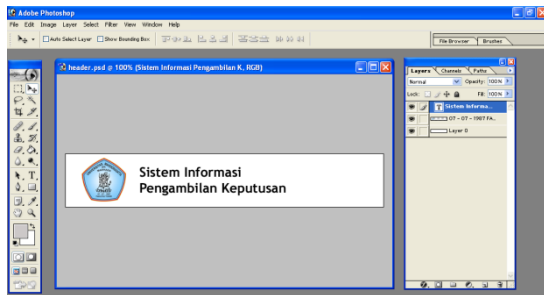 Adobe Photoshop
File Edit Image Layer Select Filter View Window Help
Auto Select Layer Show Bounding Box
File Browser Brushes
header.psd @ 100% (Sistem Informasi Pengambilan K, RGB)
Sistem Informasi
Pengambilan Keputusan
Layers Channels Paths
Normal Opacity: 100%
Lock: Fill: 100%
T Sistem Informa...
07 - 07 - 1987 FA...
Layer 0